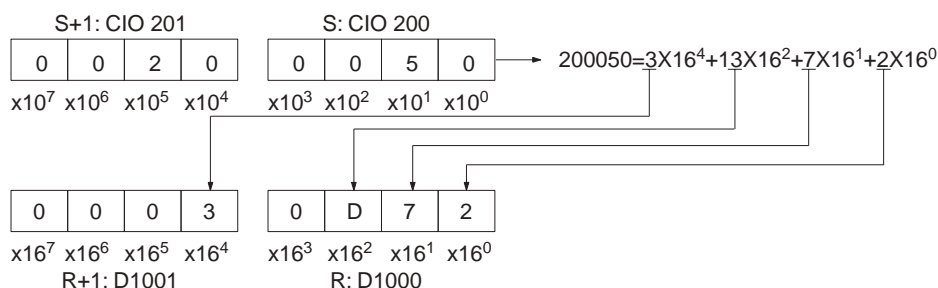 S+1: CIO 201
S: CIO 200
0 0 2 0
0 0 5 0
200050=3X16⁴+13X16²+7X16¹+2X16⁰
x10⁷ x10⁶ x10⁵ x10⁴
x10³ x10² x10¹ x10⁰
0 0 0 3
0 D 7 2
x16⁷ x16⁶ x16⁵ x16⁴
x16³ x16² x16¹ x16⁰
R+1: D1001
R: D1000